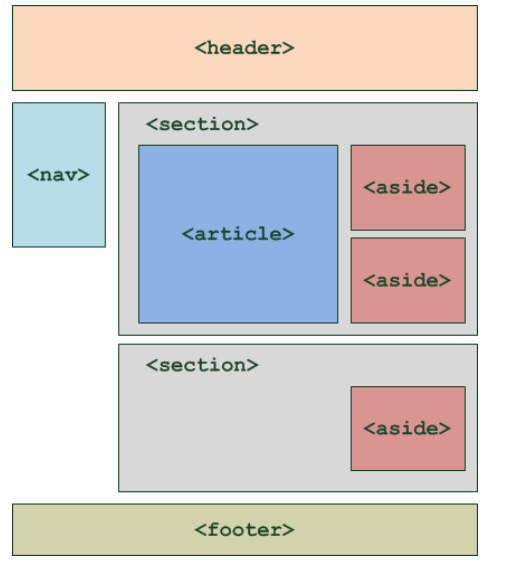 <header>
<nav>
<section>
<article>
<aside>
<aside>
<section>
<aside>
<footer>